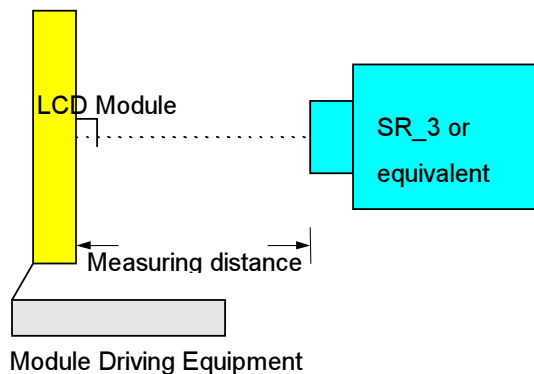 LCD Module
SR_3 or
equivalent
Measuring distance
Module Driving Equipment